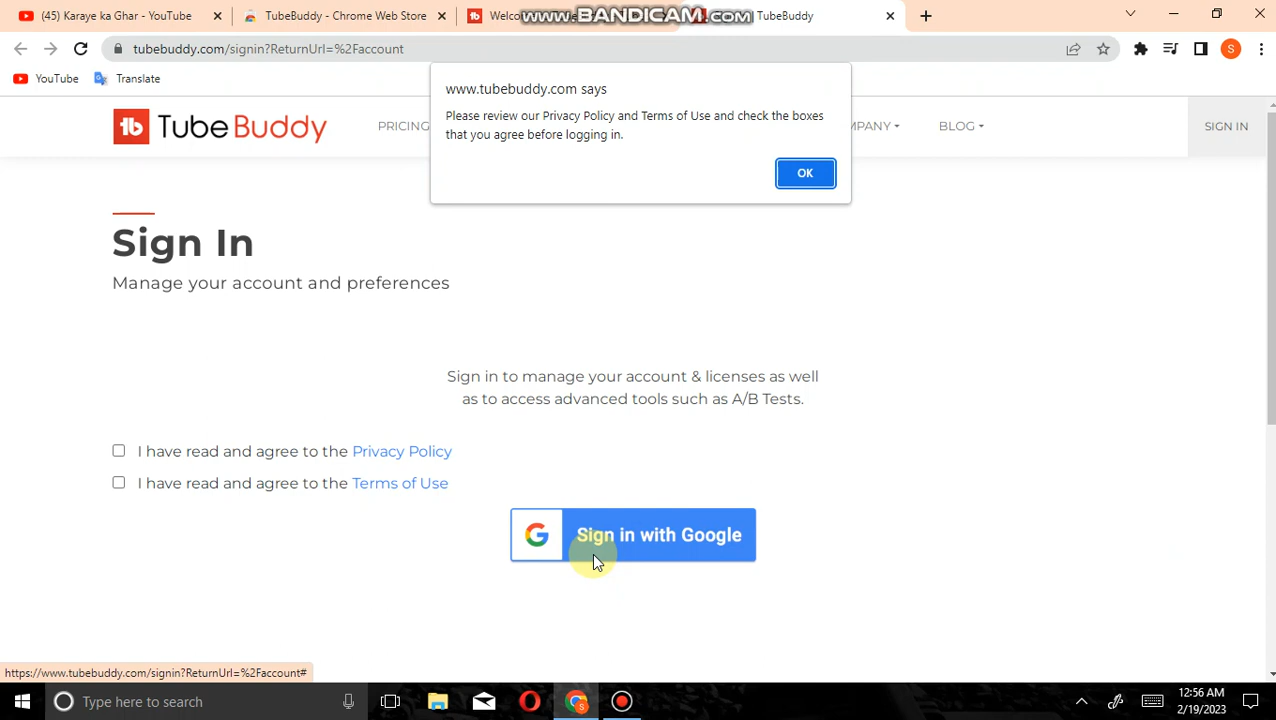 (45) Karaye ka Ghar - YouTube
TubeBuddy - Chrome Web Store
Welco
www.BANDICAM.com
TubeBuddy
tubebuddy.com/signin?ReturnUrl=%2Faccount
S
YouTube
Translate
www.tubebuddy.com says
Please review our Privacy Policy and Terms of Use and check the boxes
that you agree before logging in.
OK
tb TubeBuddy
PRICING
MPANY
BLOG
SIGN IN
Sign In
Manage your account and preferences
Sign in to manage your account & licenses as well
as to access advanced tools such as A/B Tests.
I have read and agree to the Privacy Policy
I have read and agree to the Terms of Use
G Sign in with Google
https://www.tubebuddy.com/signin?ReturnUrl=%2Faccount#
Type here to search
S
12:56 AM
2/19/2023